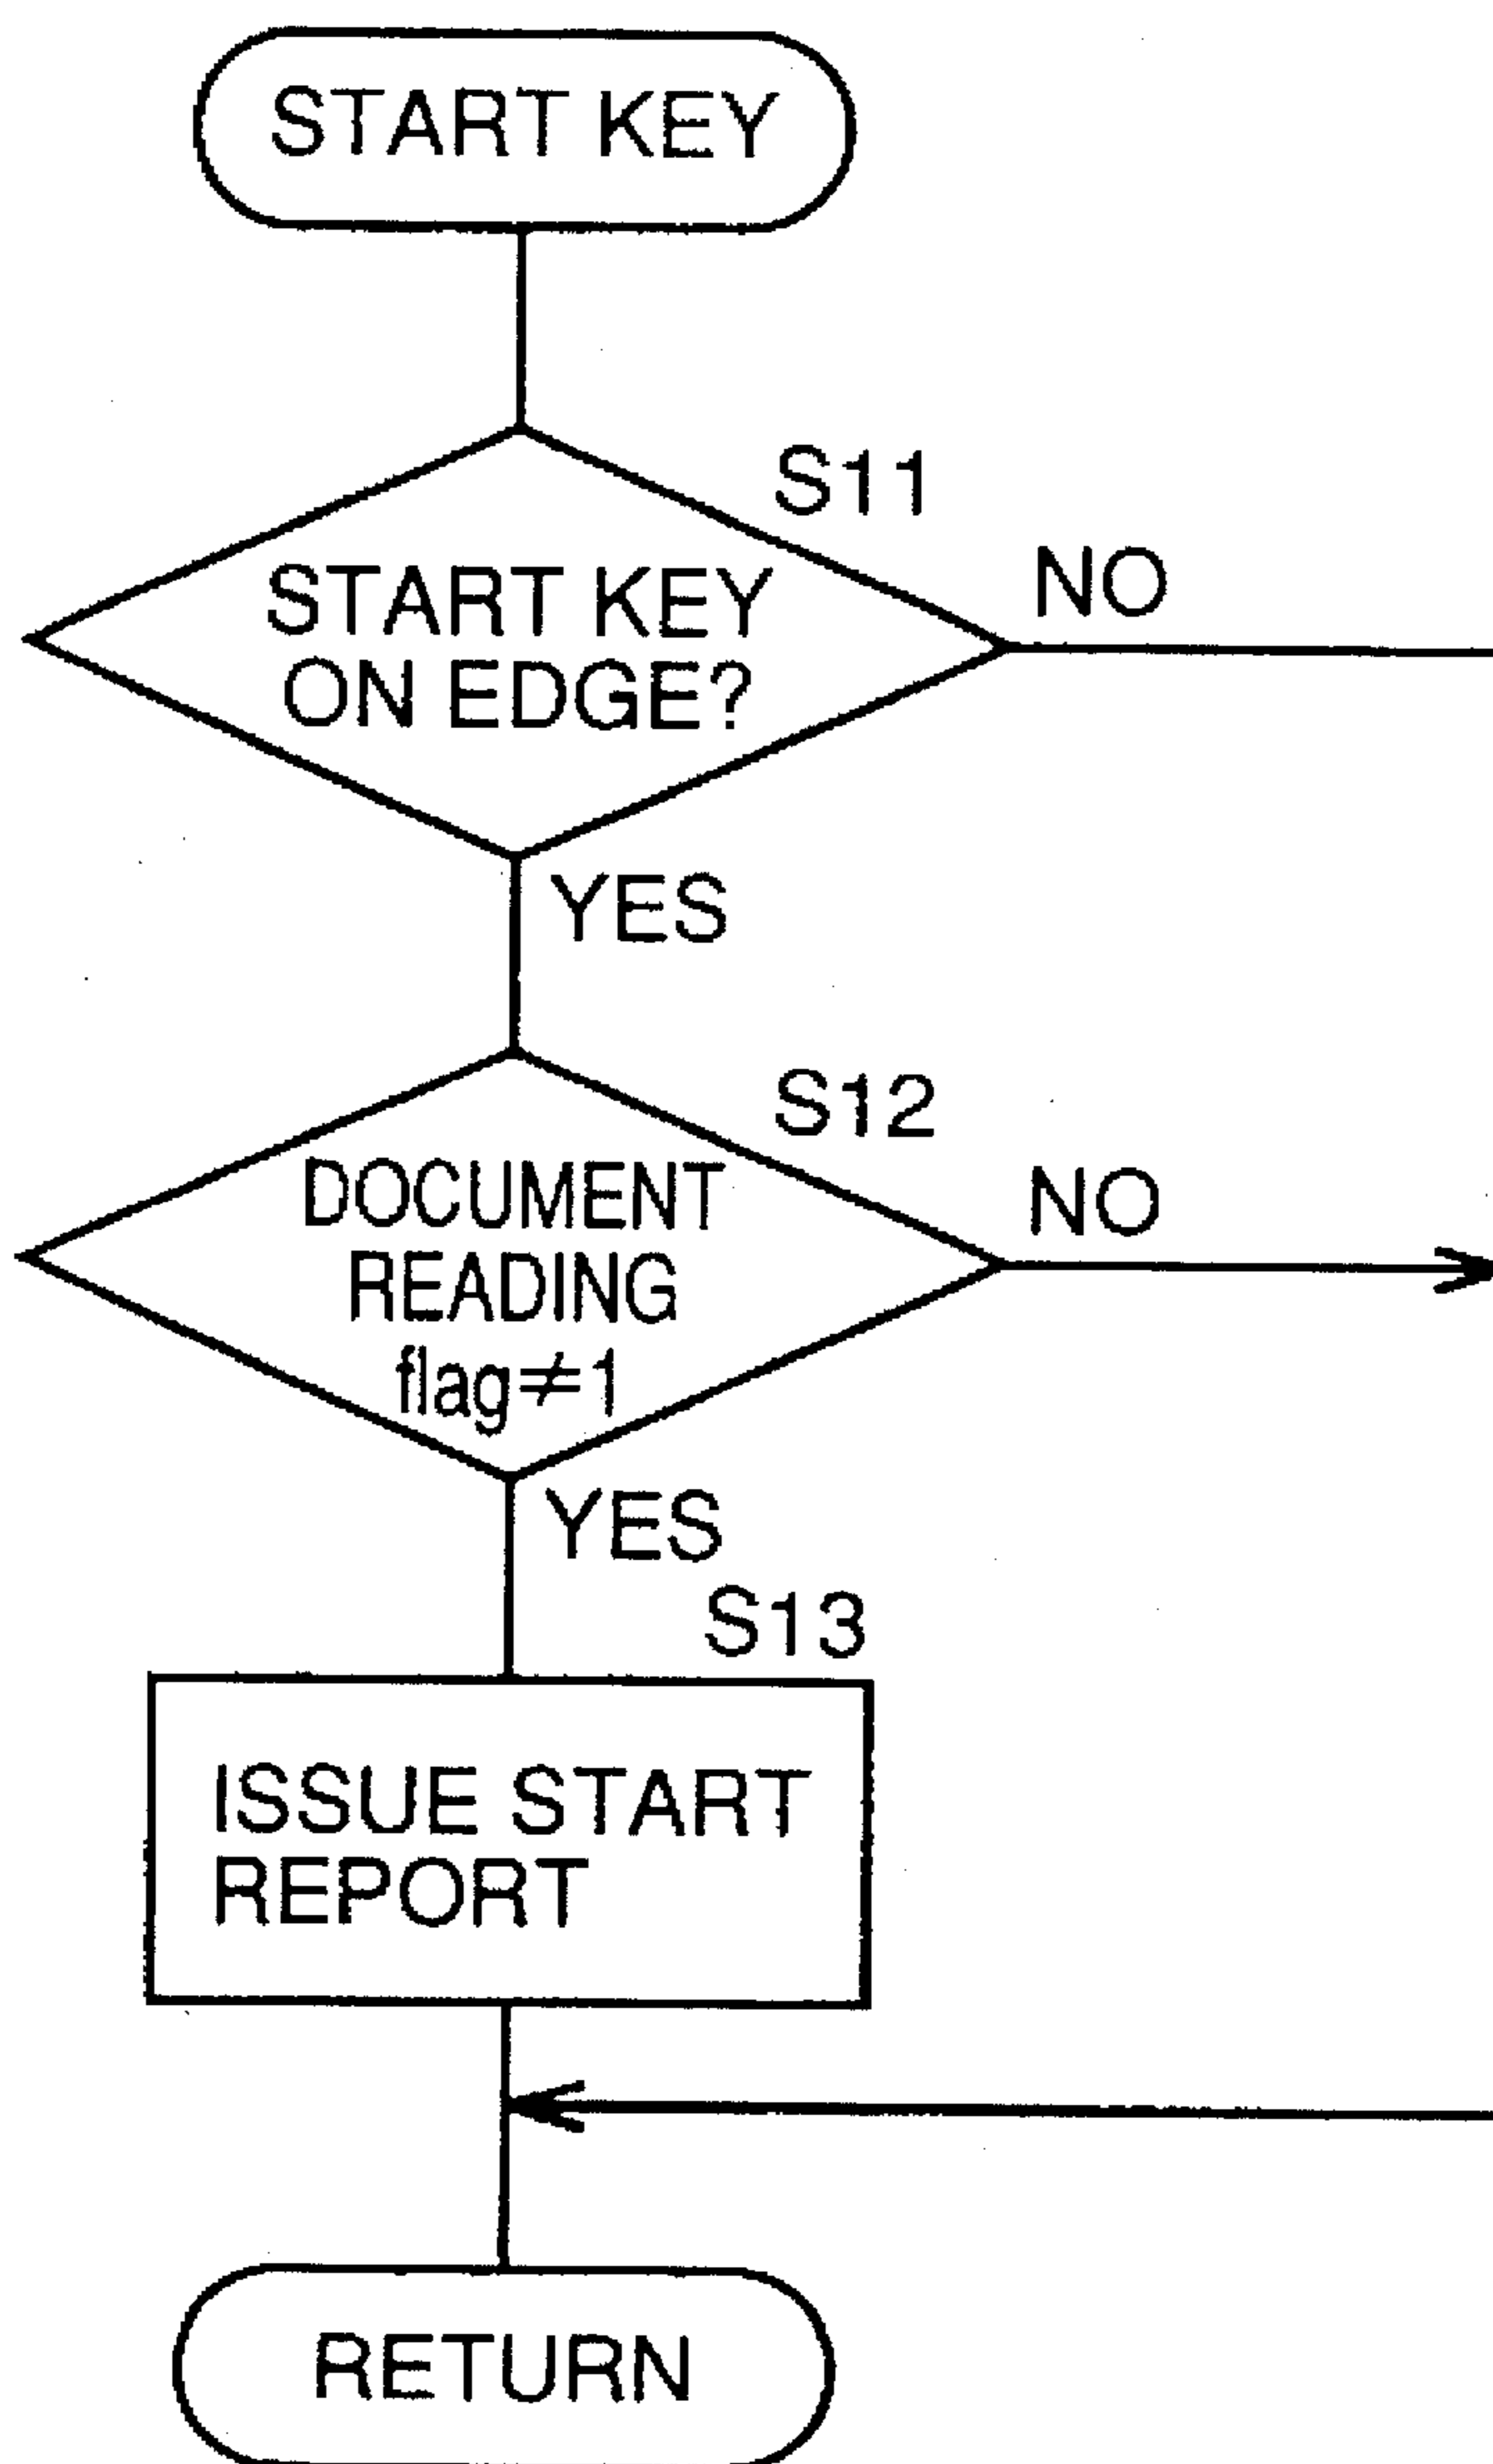 START KEY
S11
START KEY
ON EDGE?
NO
YES
S12
DOCUMENT
READING
flag≠1
NO
YES
S13
ISSUE START
REPORT
RETURN